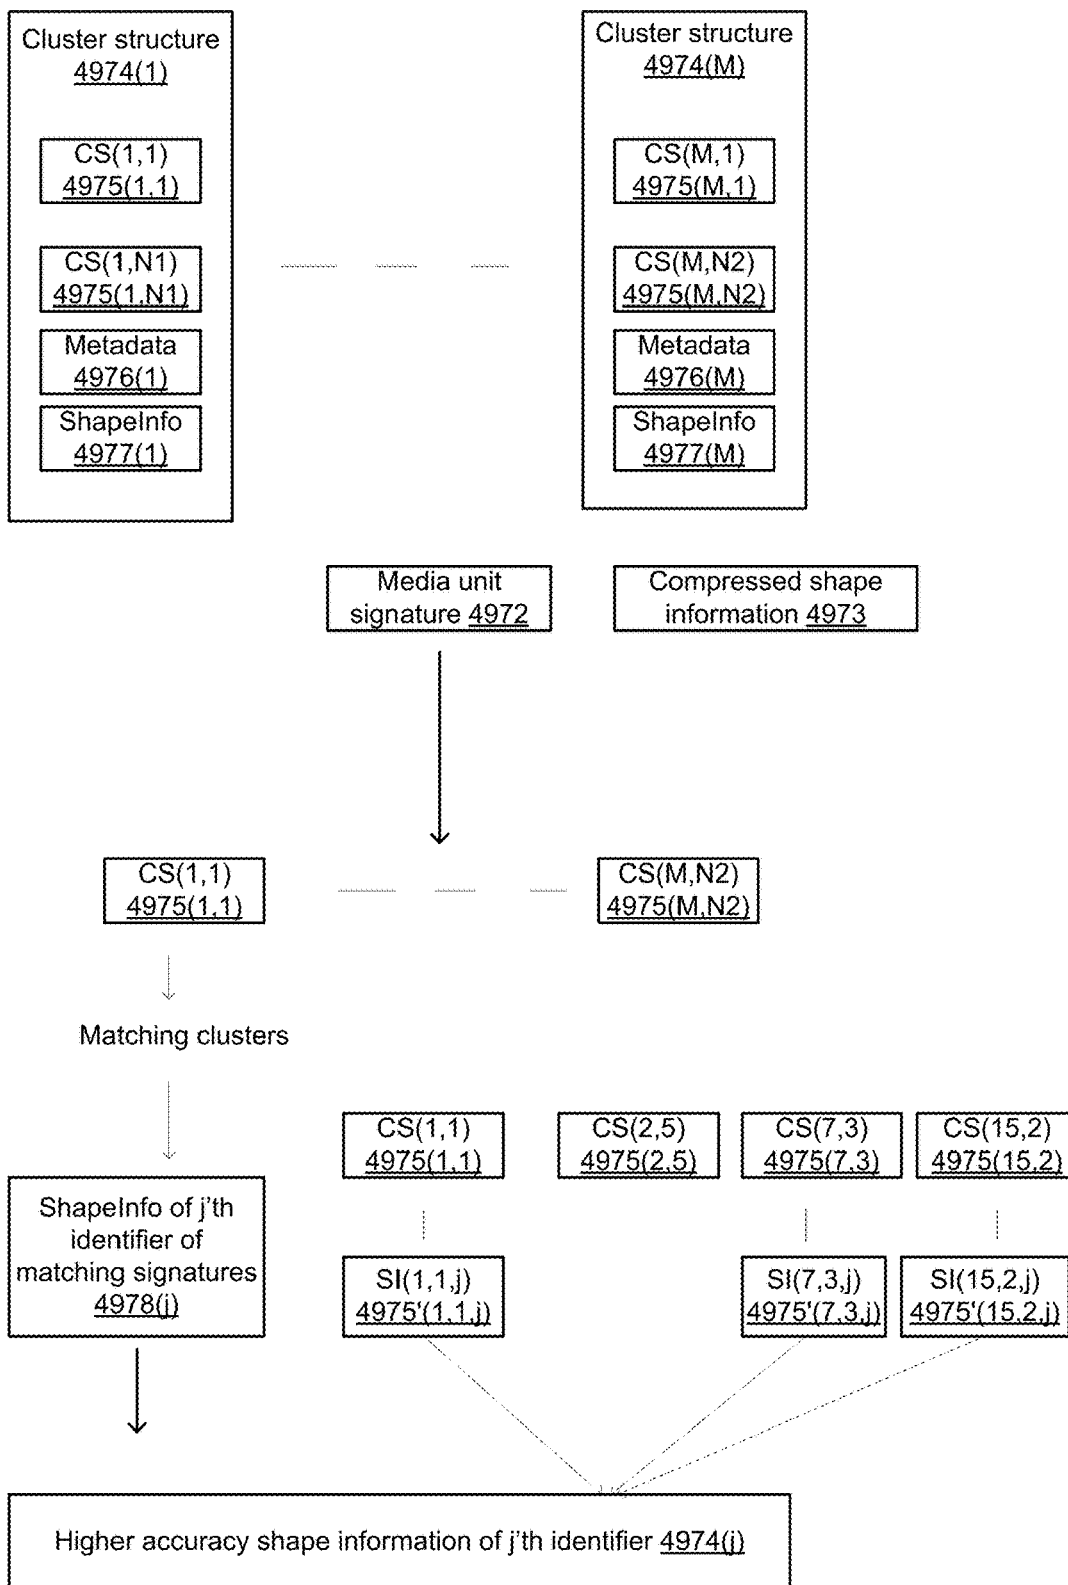 Cluster structure
4974(1)
CS(1,1)
4975(1,1)
CS(1,N1)
4975(1,N1)
Metadata
4976(1)
ShapeInfo
4977(1)
Cluster structure
4974(M)
CS(M,1)
4975(M,1)
CS(M,N2)
4975(M,N2)
Metadata
4976(M)
ShapeInfo
4977(M)
Media unit
signature 4972
Compressed shape
information 4973
CS(1,1)
4975(1,1)
CS(M,N2)
4975(M,N2)
Matching clusters
CS(1,1)
4975(1,1)
CS(2,5)
4975(2,5)
CS(7,3)
4975(7,3)
CS(15,2)
4975(15,2)
ShapeInfo of j'th
identifier of
matching signatures
4978(j)
SI(1,1,j)
4975'(1,1,j)
SI(7,3,j)
4975'(7,3,j)
SI(15,2,j)
4975'(15,2,j)
Higher accuracy shape information of j'th identifier 4974(j)